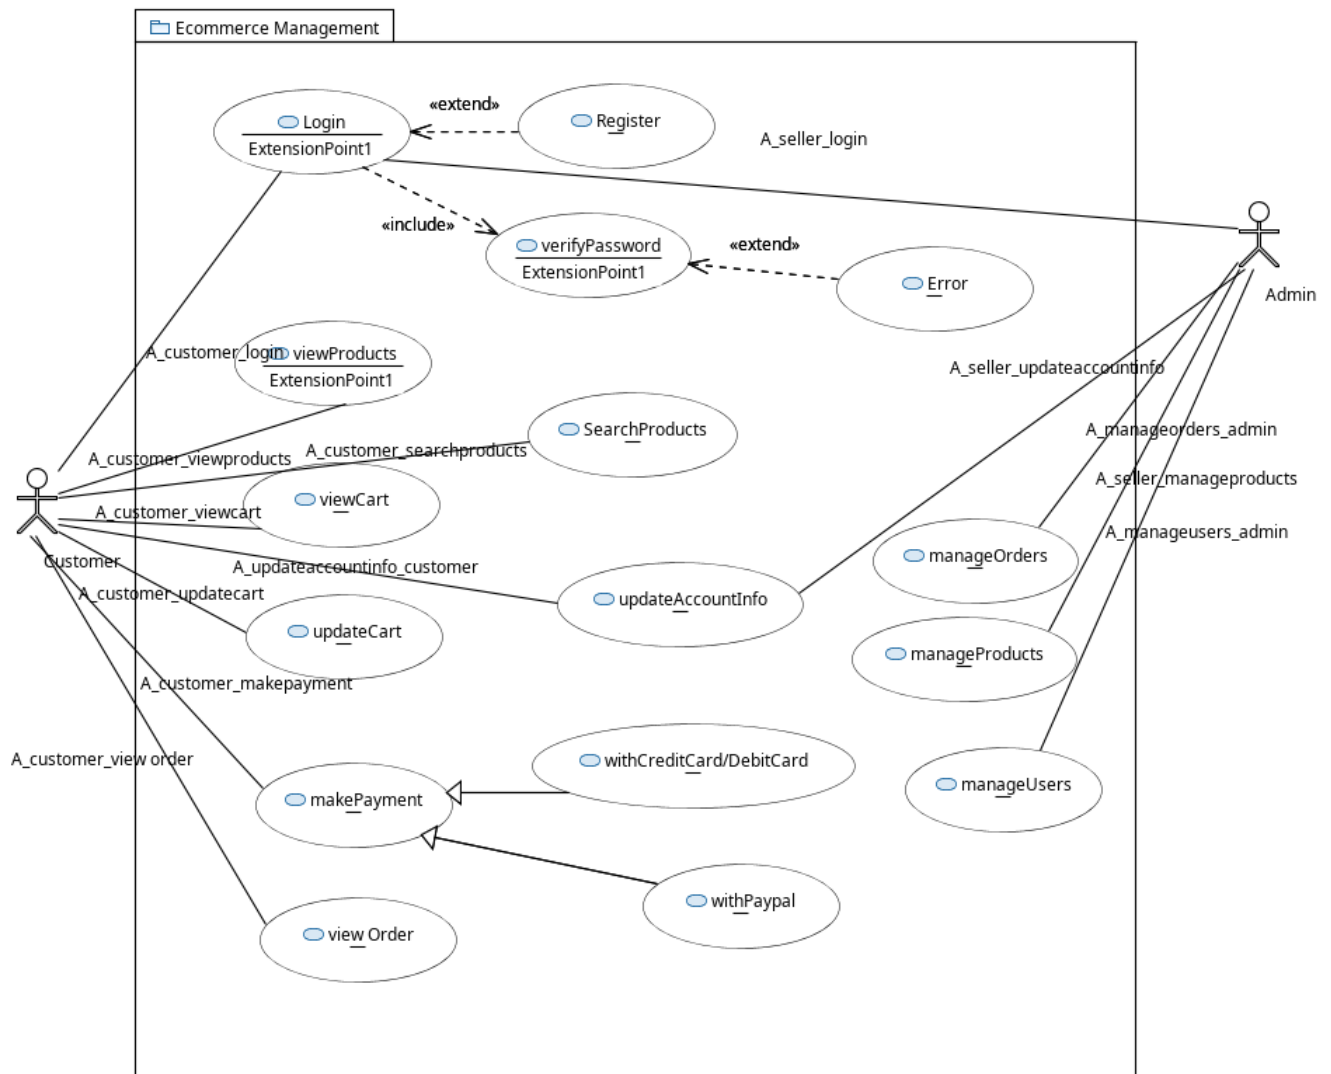 Ecommerce Management
«extend»
Login
ExtensionPoint1
Register
A_seller_login
«include»
verifyPassword
ExtensionPoint1
«extend»
Error
Admin
A_customer_login
viewProducts
ExtensionPoint1
A_seller_updateaccountinfo
SearchProducts
A_manageorders_admin
A_customer_viewproducts
A_customer_searchproducts
A_seller_manageproducts
viewCart
A_customer_viewcart
A_manageusers_admin
Customer
A_updateaccountinfo_customer
manageOrders
A_customer_updatecart
updateAccountInfo
updateCart
manageProducts
A_customer_makepayment
A_customer_view order
withCreditCard/DebitCard
makePayment
manageUsers
withPaypal
view Order